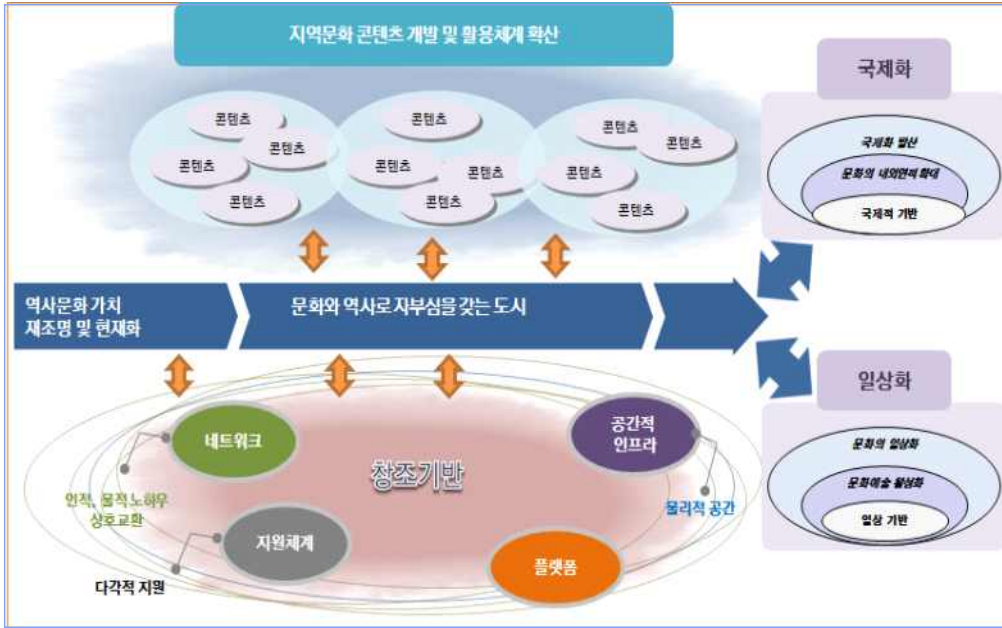 지역문화 콘텐츠 개발 및 활용체계 확산
콘텐츠
콘텐츠
콘텐츠
콘텐츠
콘텐츠
콘텐츠
콘텐츠
콘텐츠
콘텐츠
콘텐츠
콘텐츠
콘텐츠
국제화
국제화 발산
문화의 내외연적 확대
국제적 기반
역사문화 가치
재조명 및 현재화
문화와 역사로 자부심을 갖는 도시
일상화
문화의 일상화
문화예술 활성화
일상 기반
네트워크
공간적
인프라
창조기반
인적, 물적 노하우
상호교환
물리적 공간
지원체계
플랫폼
다각적 지원